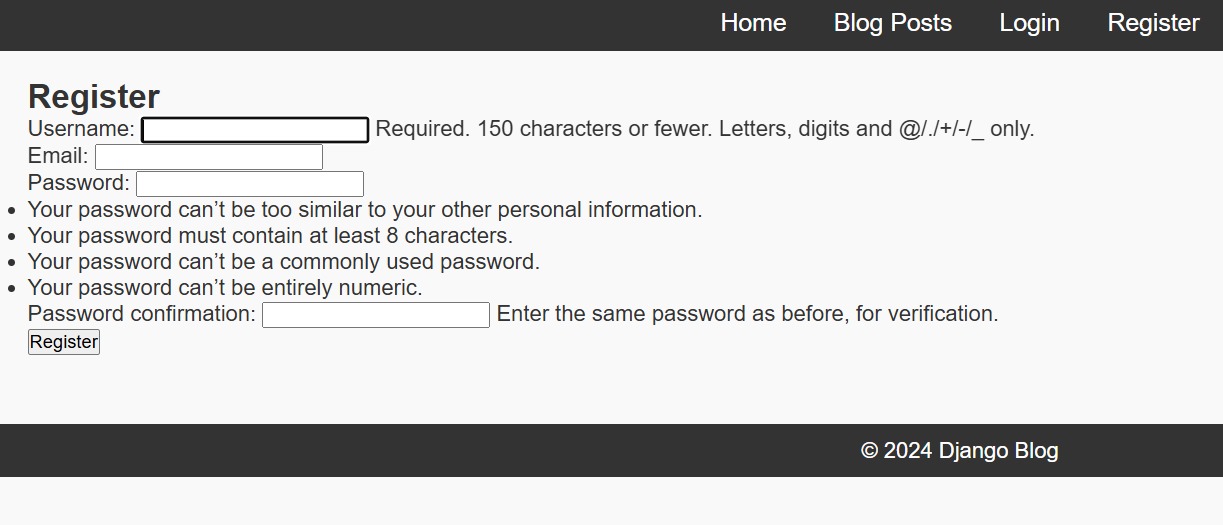 Home Blog Posts Login Register
Register
Username: Required. 150 characters or fewer. Letters, digits and @/./+/-/_ only.
Email:
Password:
Your password can’t be too similar to your other personal information.
Your password must contain at least 8 characters.
Your password can’t be a commonly used password.
Your password can’t be entirely numeric.
Password confirmation: Enter the same password as before, for verification.
Register
© 2024 Django Blog